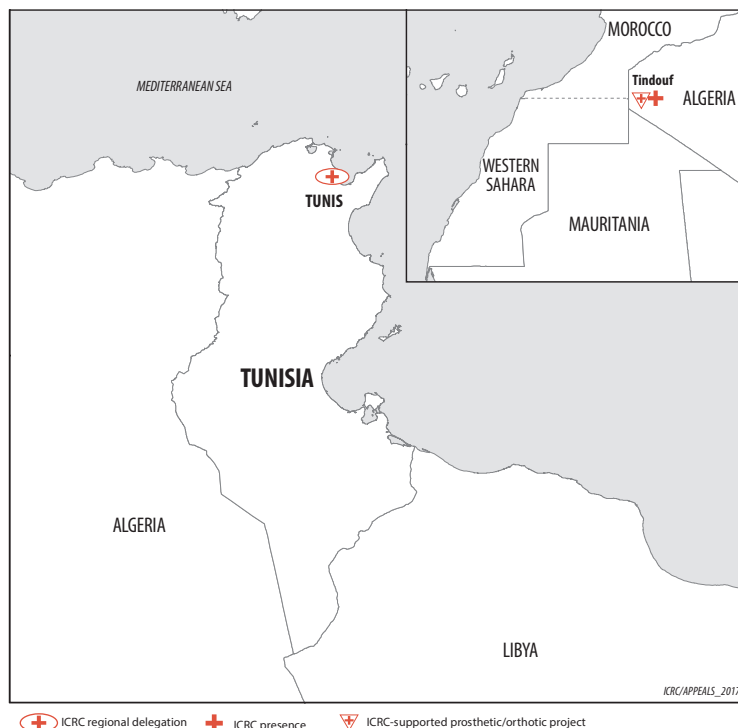 MOROCCO
MEDITERRANEAN SEA
Tindouf
ALGERIA
WESTERN
SAHARA
TUNIS
MAURITANIA
TUNISIA
ALGERIA
LIBYA
ICRC/APPEALS_2017
ICRC regional delegation
ICRC presence
ICRC-supported prosthetic/orthotic project